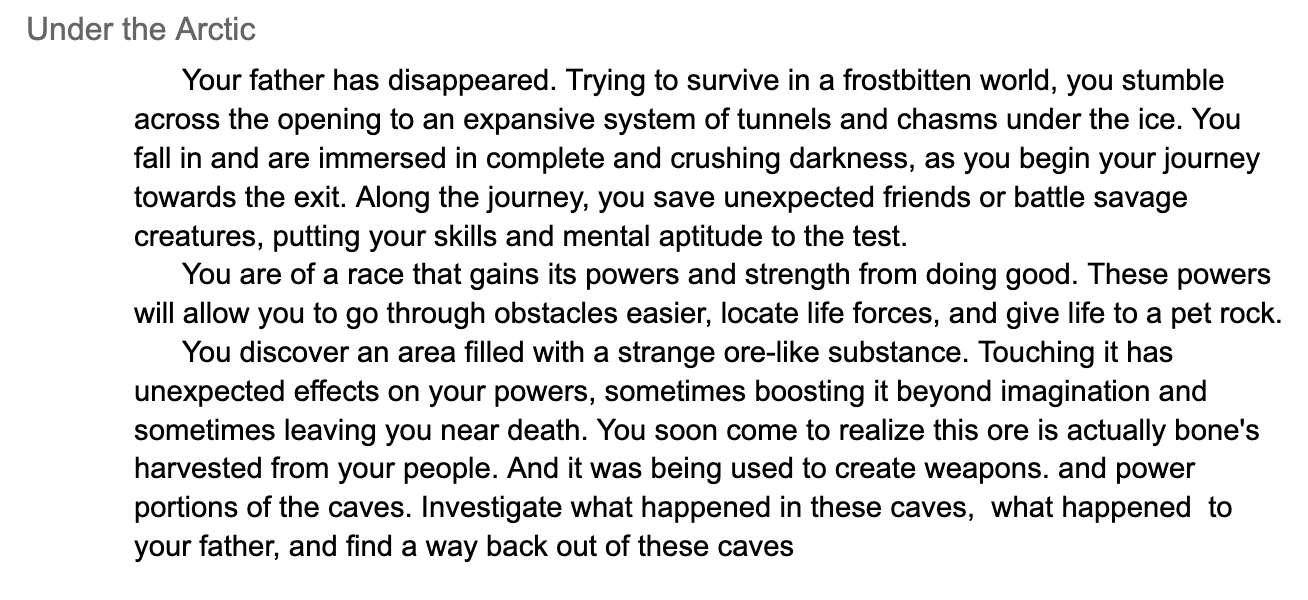 Under the Arctic
Your father has disappeared. Trying to survive in a frostbitten world, you stumble
across the opening to an expansive system of tunnels and chasms under the ice. You
fall in and are immersed in complete and crushing darkness, as you begin your journey
towards the exit. Along the journey, you save unexpected friends or battle savage
creatures, putting your skills and mental aptitude to the test.
You are of a race that gains its powers and strength from doing good. These powers
will allow you to go through obstacles easier, locate life forces, and give life to a pet rock.
You discover an area filled with a strange ore-like substance. Touching it has
unexpected effects on your powers, sometimes boosting it beyond imagination and
sometimes leaving you near death. You soon come to realize this ore is actually bone's
harvested from your people. And it was being used to create weapons. and power
portions of the caves. Investigate what happened in these caves,  what happened  to
your father, and find a way back out of these caves